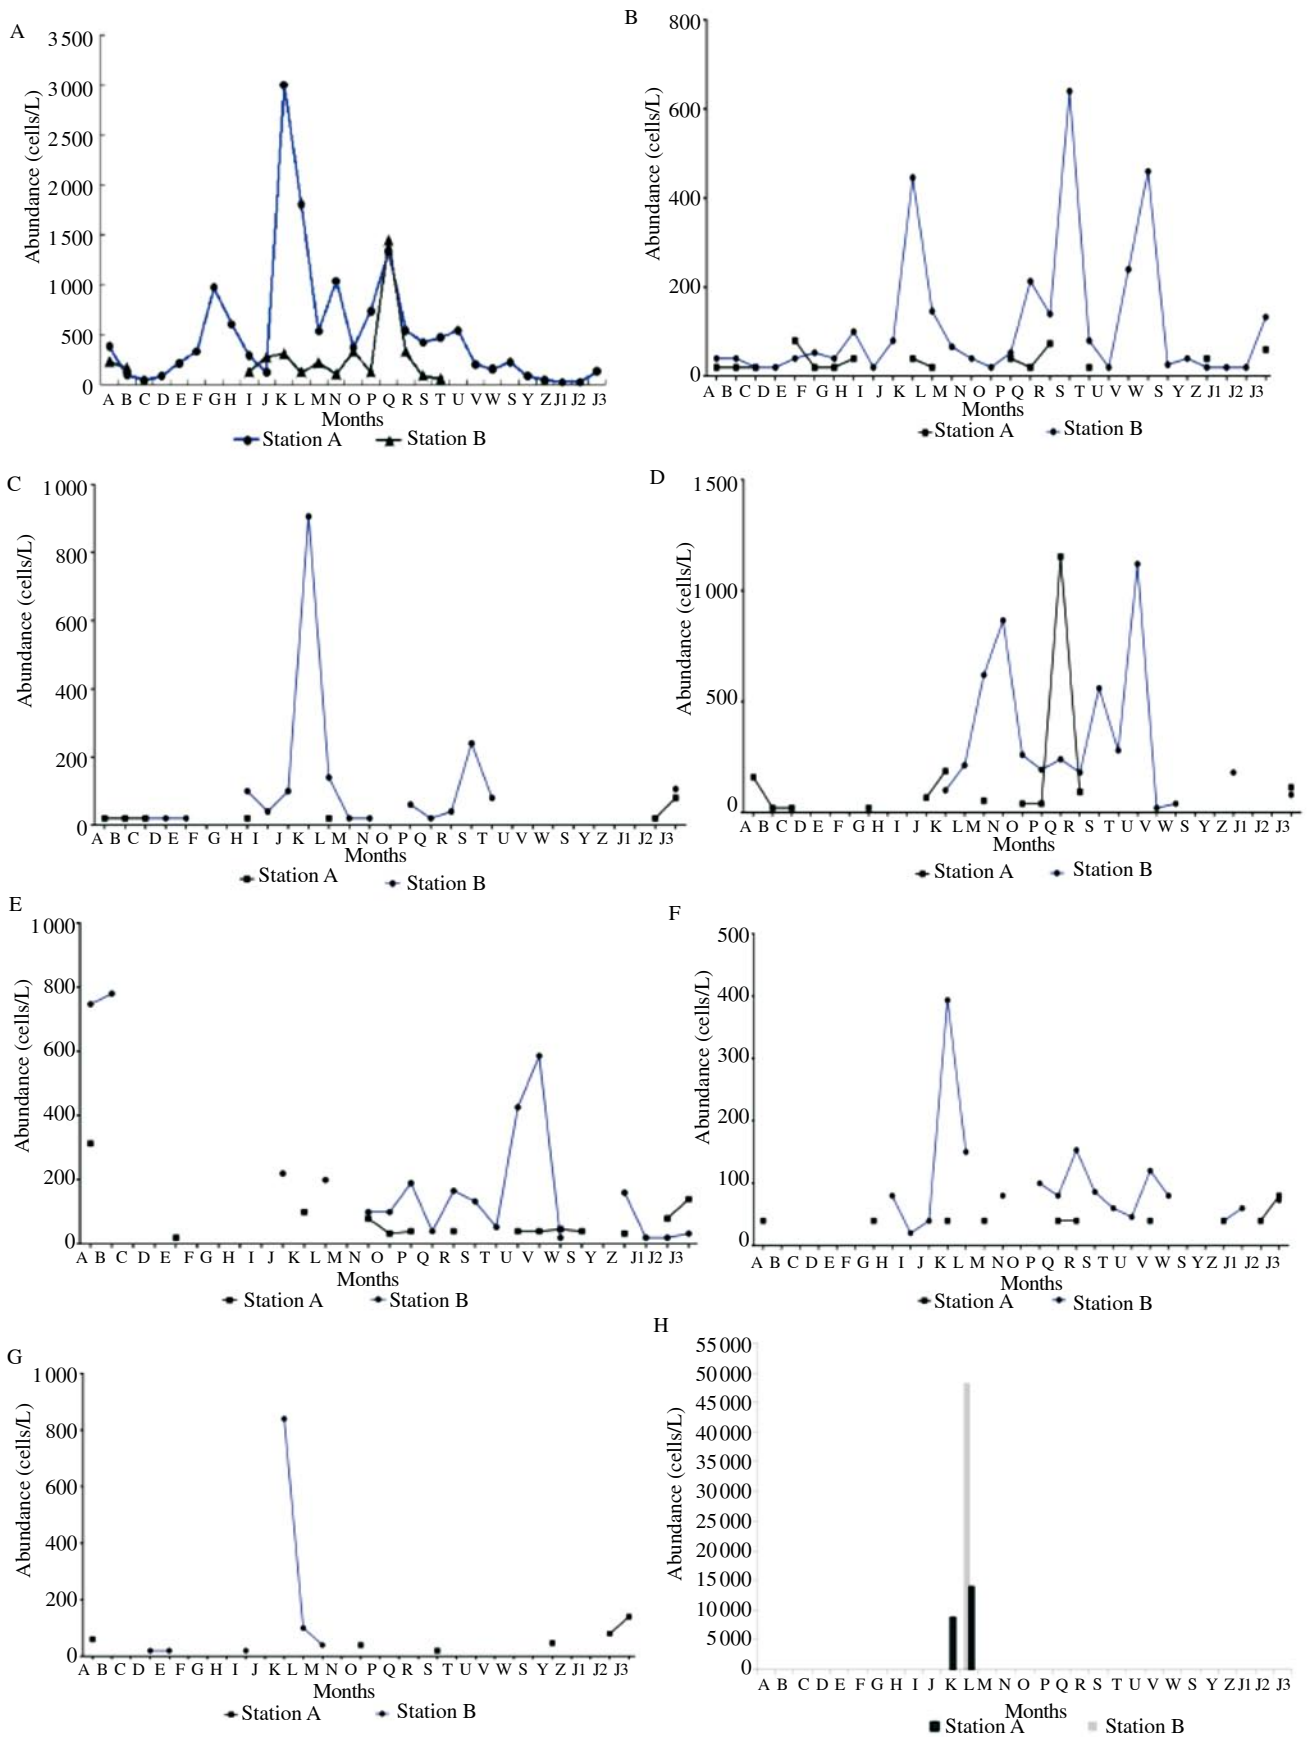 A
3 500
3 000
2 500
2 000
1 500
1 000
500
0
Abundance (cells/L)
A B C D E F G H I J K L M N O P Q R S T U V W S Y Z J1 J2 J3
Months
Station A Station B
B
800
600
400
200
0
Abundance (cells/L)
A B C D E F G H I J K L M N O P Q R S T U V W S Y Z J1 J2 J3
Months
Station A Station B
C
1 000
800
600
400
200
0
Abundance (cells/L)
A B C D E F G H I J K L M N O P Q R S T U V W S Y Z J1 J2 J3
Months
Station A Station B
D
1 500
1 000
500
0
Abundance (cells/L)
A B C D E F G H I J K L M N O P Q R S T U V W S Y Z J1 J2 J3
Months
Station A Station B
E
1 000
800
600
400
200
0
Abundance (cells/L)
A B C D E F G H I J K L M N O P Q R S T U V W S Y Z J1 J2 J3
Months
Station A Station B
F
500
400
300
200
100
0
Abundance (cells/L)
A B C D E F G H I J K L M N O P Q R S T U V W S Y Z J1 J2 J3
Months
Station A Station B
G
1 000
800
600
400
200
0
Abundance (cells/L)
A B C D E F G H I J K L M N O P Q R S T U V W S Y Z J1 J2 J3
Months
Station A Station B
H
55 000
50 000
45 000
40 000
35 000
30 000
25 000
20 000
15 000
10 000
5 000
0
Abundance (cells/L)
A B C D E F G H I J K L M N O P Q R S T U V W S Y Z J1 J2 J3
Months
Station A Station B